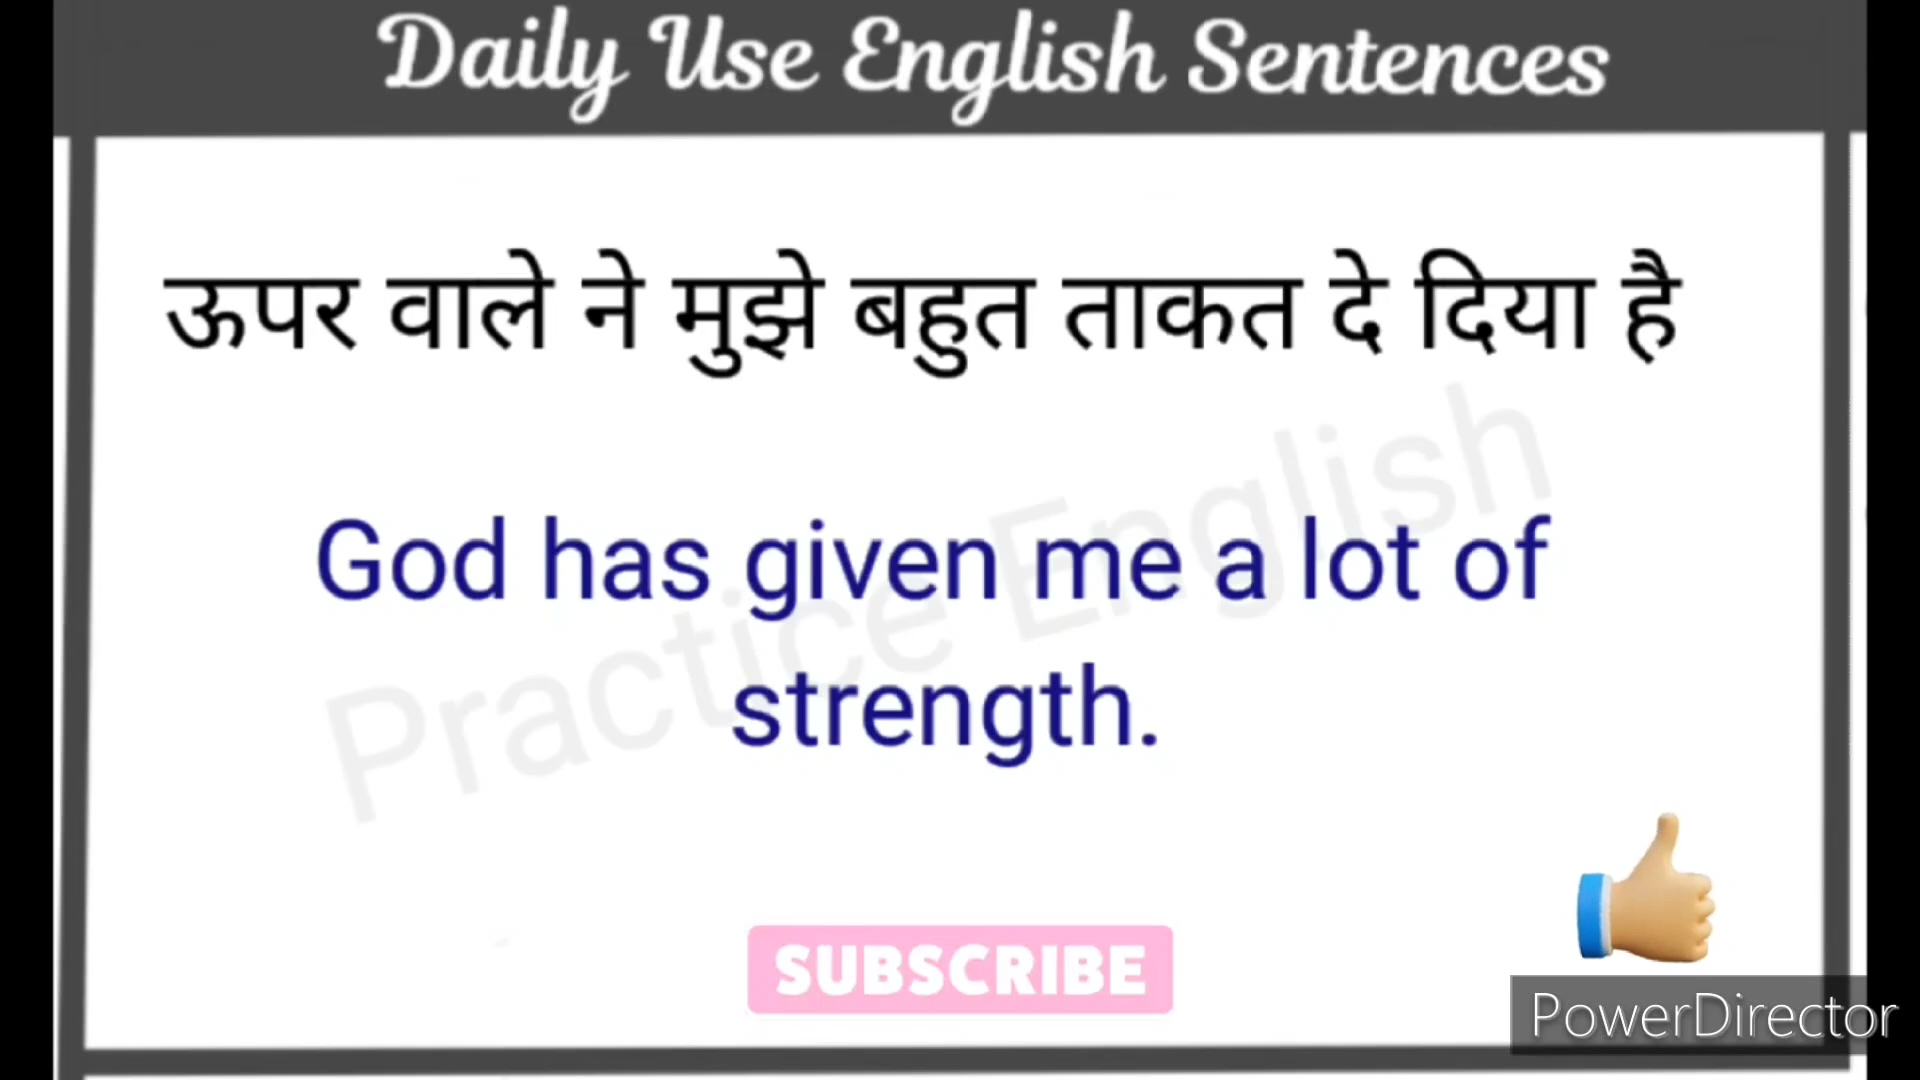 Daily Use English Sentences
ऊपर वाले ने मुझे बहुत ताकत दे दिया है
God has given me a lot of
strength.
Practice English
SUBSCRIBE
PowerDirector